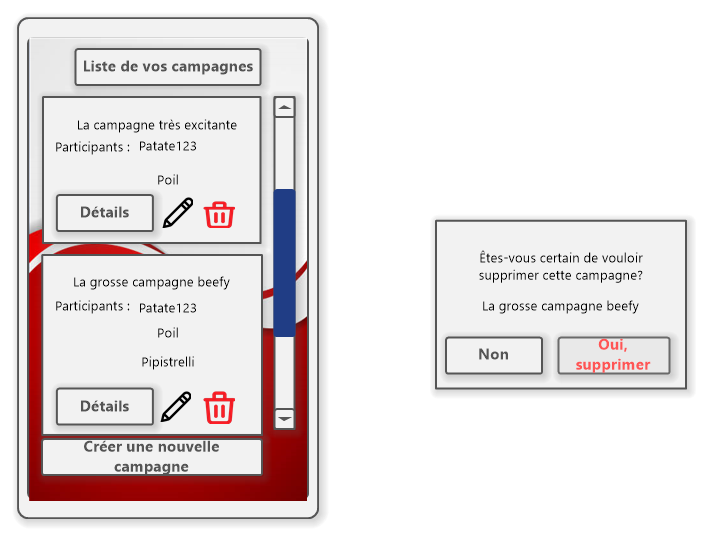 Liste de vos campagnes
La campagne très excitante
Participants : Patate123
Poil
Détails
La grosse campagne beefy
Participants : Patate123
Poil
Pipistrelli
Détails
Créer une nouvelle
campagne
Êtes-vous certain de vouloir
supprimer cette campagne?
La grosse campagne beefy
Non
Oui,
supprimer